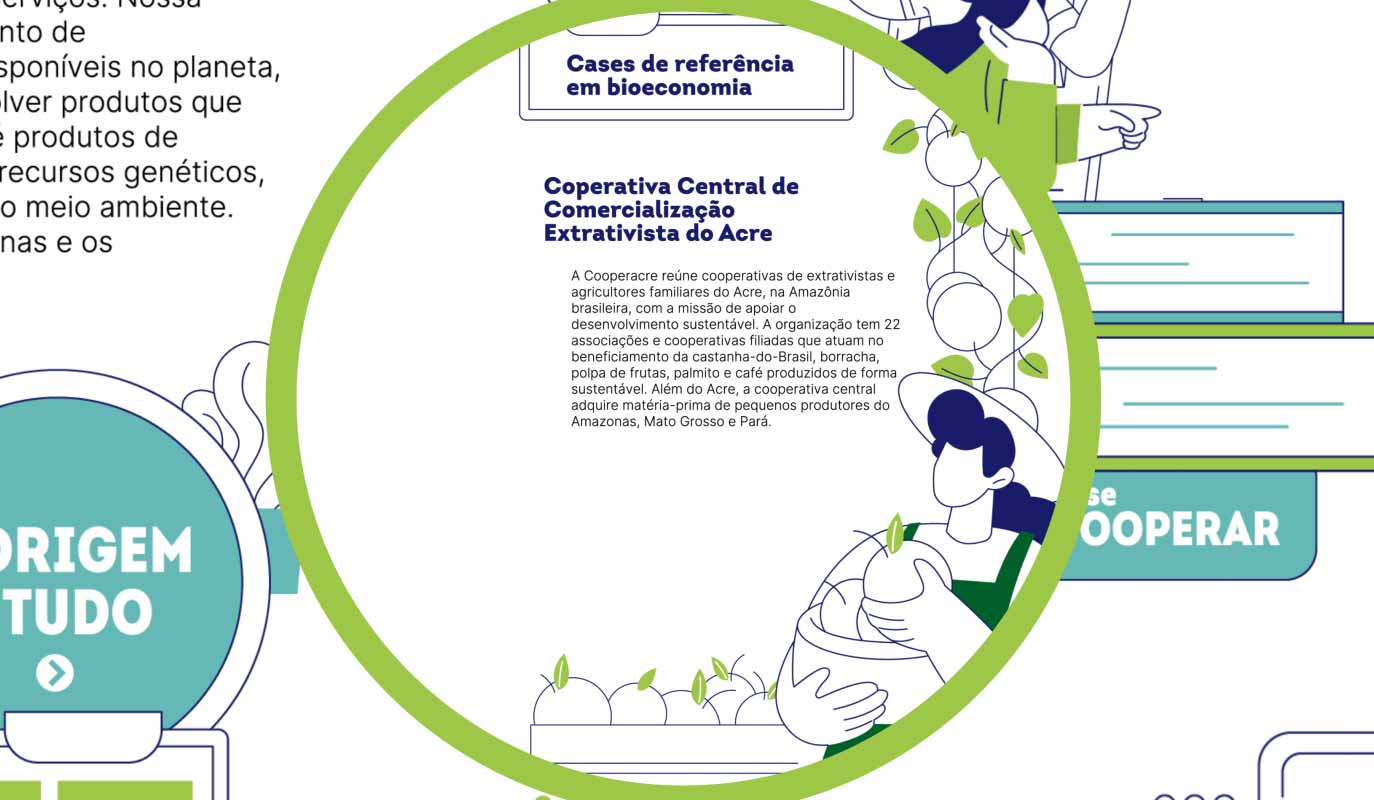 serviços. Nossa
nto de
sponíveis no planeta,
olver produtos que
é produtos de
recursos genéticos,
o meio ambiente.
nas e os
Cases de referência
em bioeconomia
Coperativa Central de
Comercialização
Extrativista do Acre
A Cooperacre reúne cooperativas de extrativistas e
agricultores familiares do Acre, na Amazônia
brasileira, com a missão de apoiar o
desenvolvimento sustentável. A organização tem 22
associações e cooperativas filiadas que atuam no
beneficiamento da castanha-do-Brasil, borracha,
polpa de frutas, palmito e café produzidos de forma
sustentável. Além do Acre, a cooperativa central
adquire matéria-prima de pequenos produtores do
Amazonas, Mato Grosso e Pará.
ORIGEM
TUDO
se
OOPERAR